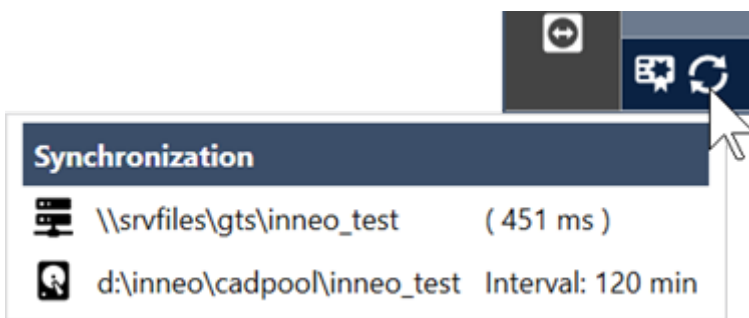 Synchronization
\\srvfiles\gts\inneo_test ( 451 ms )
d:\inneo\cadpool\inneo_test Interval: 120 min